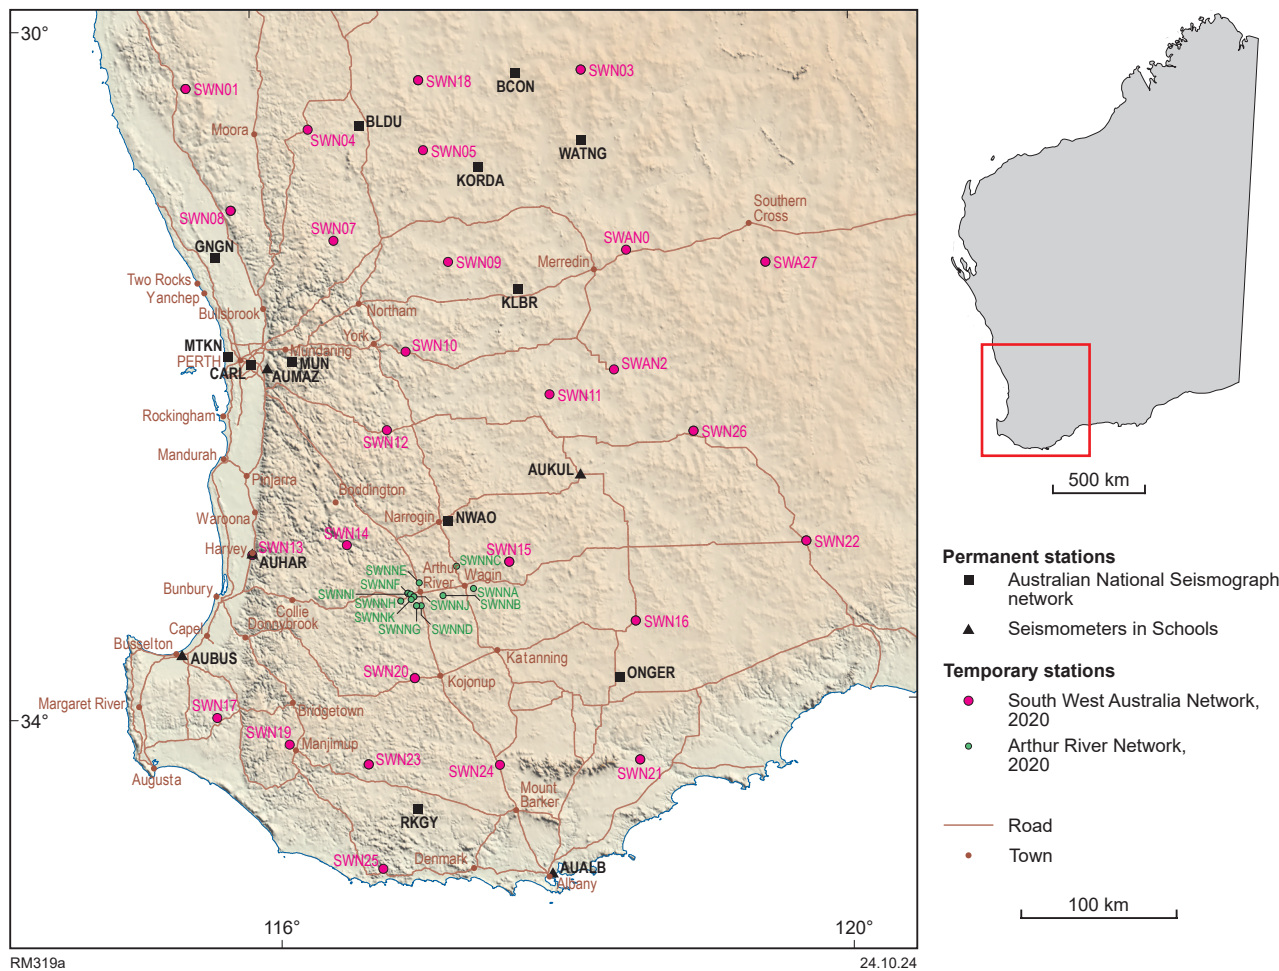 30°
SWN01
SWN18
BCON
SWN03
Moora
SWN04
BLDU
SWN05
WATNG
KORDA
SWN08
SWN07
Southern
Cross
GNGN
SWAN0
SWN09
Merredin
SWA27
Two Rocks
Yanchep
KLBR
Bullsbrook
Northam
MTKN
York
SWN10
PERTH
Mundaring
MUN
CARL
AUMAZ
SWAN2
SWN11
Rockingham
SWN12
SWN26
Mandurah
AUKUL
Pinjarra
Boddington
Waroona
Narrogin
NWAO
SWN14
SWN22
Harvey
SWN13
AUHAR
SWN15
SWNNC
SWNNE
Arthur
River
Wagin
SWNNF
SWNNI
SWNNA
SWNNB
SWNNH
SWNNJ
SWNNK
SWNNG
SWNND
Bunbury
Collie
Donnybrook
SWN16
Capel
Busselton
AUBUS
Katanning
SWN20
Kojonup
ONGER
Margaret River
SWN17
Bridgetown
34°
SWN19
Manjimup
SWN23
SWN24
SWN21
Augusta
Mount
Barker
RKGY
SWN25
Denmark
AUALB
Albany
116°
120°
RM319a
24.10.24
500 km
Permanent stations
Australian National Seismograph
network
Seismometers in Schools
Temporary stations
South West Australia Network,
2020
Arthur River Network,
2020
Road
Town
100 km